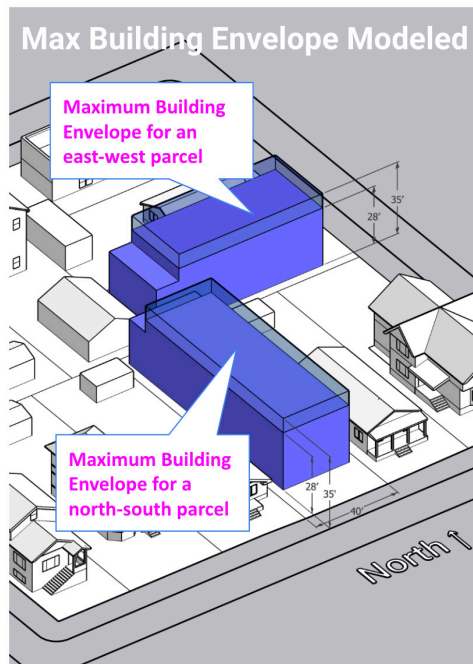 Max Building Envelope Modeled
Maximum Building
Envelope for an
east-west parcel
35'
28'
Maximum Building
Envelope for a
north-south parcel
28'
35'
40'
North